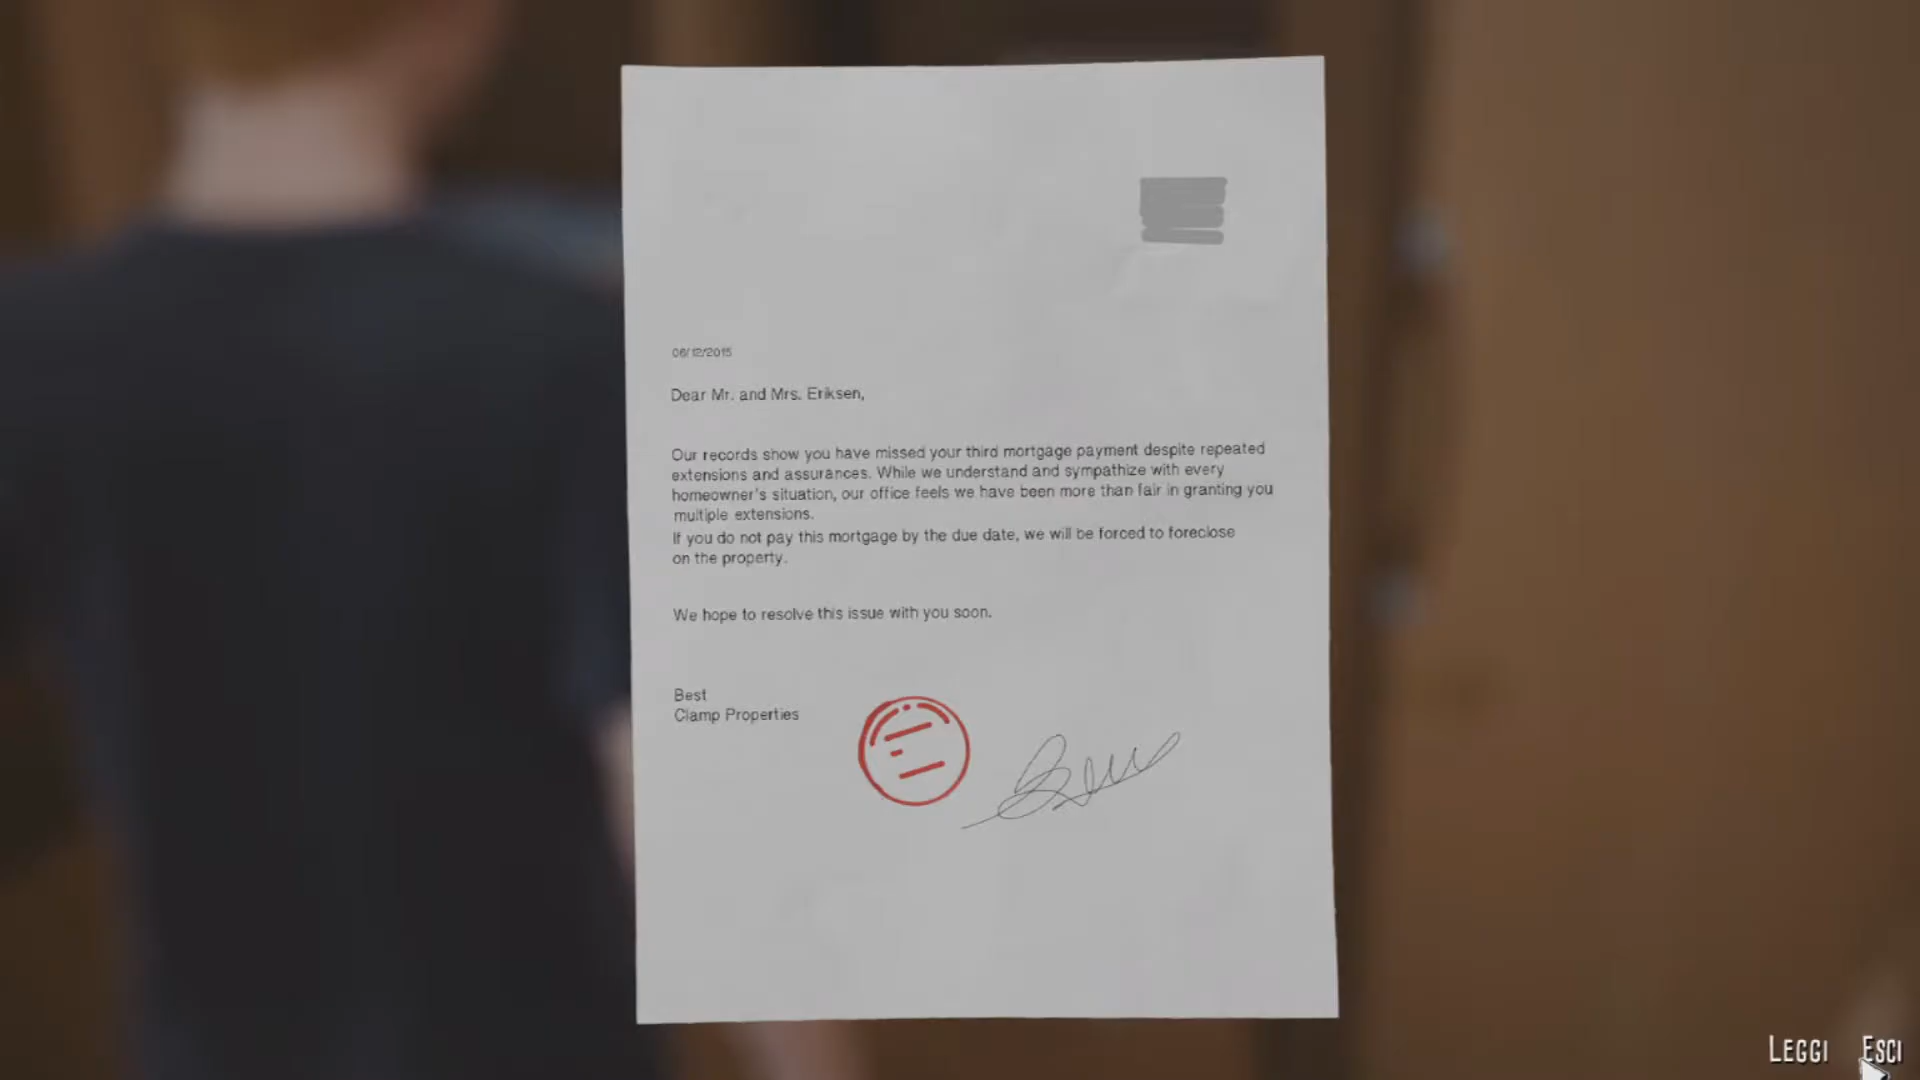 06/12/2015
Dear Mr. and Mrs. Eriksen,
Our records show you have missed your third mortgage payment despite repeated
extensions and assurances. While we understand and sympathize with every
homeowner's situation, our office feels we have been more than fair in granting you
multiple extensions.
If you do not pay this mortgage by the due date, we will be forced to foreclose
on the property.
We hope to resolve this issue with you soon.
Best
Clamp Properties
LEGGI ESCI